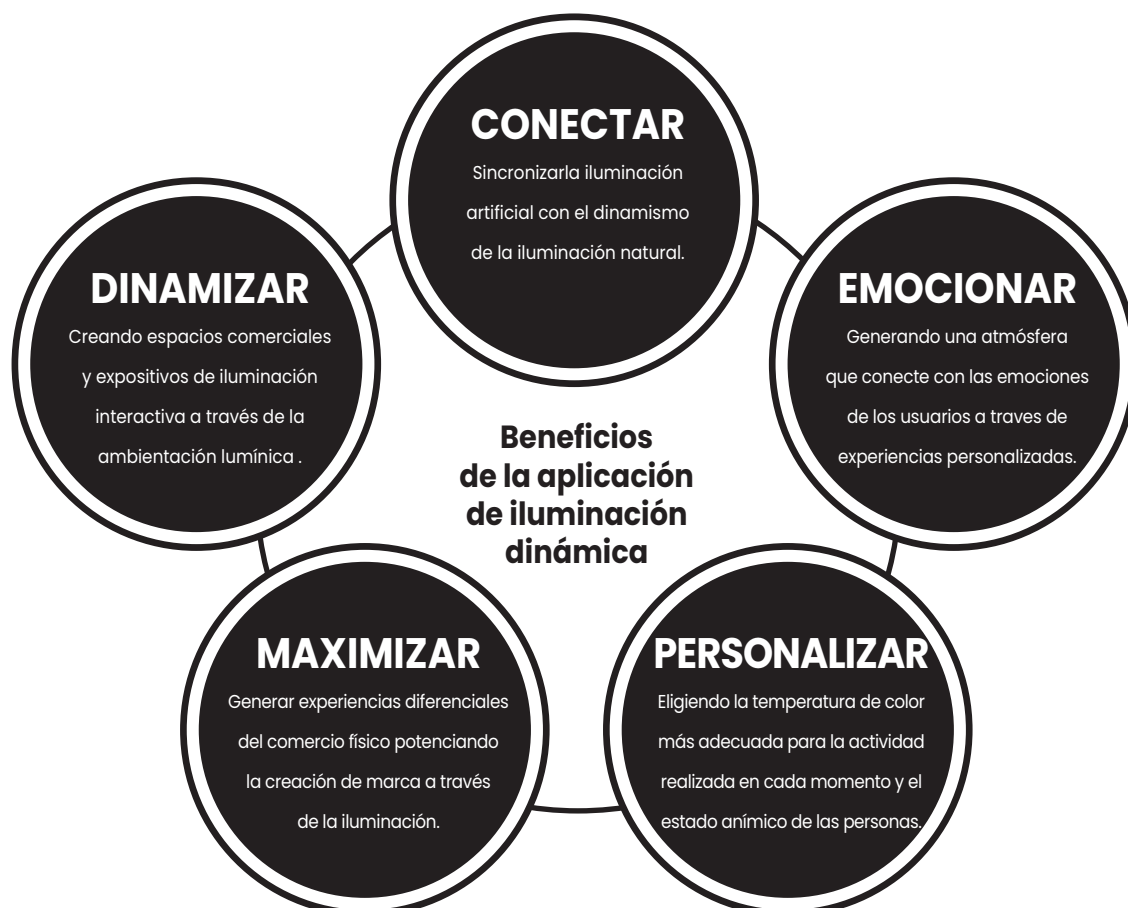 CONECTAR
Sincronizarla iluminación
artificial con el dinamismo
de la iluminación natural.
DINAMIZAR
Creando espacios comerciales
y expositivos de iluminación
interactiva a través de la
ambientación lumínica .
EMOCIONAR
Generando una atmósfera
que conecte con las emociones
de los usuarios a traves de
experiencias personalizadas.
Beneficios
de la aplicación
de iluminación
dinámica
MAXIMIZAR
Generar experiencias diferenciales
del comercio físico potenciando
la creación de marca a través
de la iluminación.
PERSONALIZAR
Eligiendo la temperatura de color
más adecuada para la actividad
realizada en cada momento y el
estado anímico de las personas.